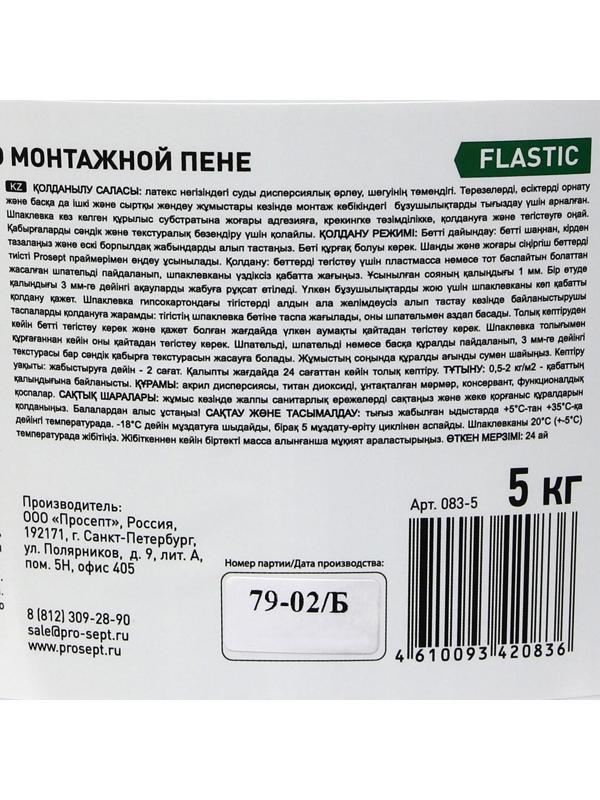 О МОНТАЖНОЙ ПЕНЕ
FLASTIC
KZ ҚОЛДАНЫЛУ САЛАСЫ: латекс негізіндегі суды дисперсиялық өрлеу, шегуінің төмендігі. Терезелерді, есіктерді орнату
және басқа да ішкі және сыртқы жөндеу жұмыстары кезінде монтаж көбікіндегі бұзушылықтарды тығыздау үшін арналған.
Шпаклевка кез келген құрылыс субстратына жоғары адгезияға, крекингке тезімділікке, қолдануға және тегістеуге оңай.
Қабырғаларды сәндік және текстуралық безендіру үшін қолайлы. ҚОЛДАНУ РЕЖИМІ: Бетті дайындау: бетті шаңнан, кірден
тазалаңыз және ескі борпылдақ жабындарды алып тастаңыз. Беті құрғақ болуы керек. Шаңды және жоғары сіңіргіш беттерді
тиісті Prosept праймерімен өңдеу ұсынылады. Қолдану: беттерді тегістеу үшін пластмасса немесе тот баспайтын болаттан
жасалған шпательді пайдаланып, шпаклевканы үздіксіз қабатта жағыңыз. Ұсынылған сояның қалыңдығы 1 мм. Бір өтуде
қалыңдығы 3 мм-ге дейінгі ақауларды жабуға рұқсат етіледі. Үлкен бұзушылықтарды жою үшін шпаклевканы көп қабатты
қолдану қажет. Шпаклевка гипсокартондағы тігістерді алдын ала желімдеусіз алып тастау кезінде байланыстырушы
таспаларды қолдануға жарамды: тігістің шпаклевка бетіне таспа жағылады, оны шпательмен аздап басады. Толық кептіруден
кейін бетті тегістеу керек және қажет болған жағдайда үлкен аумақты қайтадан тегістеу керек. Шпаклевка толығымен
құрғағаннан кейін оны қайтадан тегістеу керек. Шпательді, шпательді немесе басқа құралды пайдаланып, 3 мм-ге дейінгі
текстурасы бар сәндік қабырға текстурасын жасауға болады. Жұмыстың соңында құралды ағынды сумен шайыңыз. Кептіру
уақыты: жабыстыруға дейін - 2 сағат. Қалыпты жағдайда 24 сағаттан кейін толық кептіру. ТҰТЫНУ: 0,5-2 кг/м2 - қабаттың
қалыңдығына байланысты. ҚҰРАМЫ: акрил дисперсиясы, титан диоксиді, ұнтақталған мәрмәр, консервант, функционалдық
қоспалар. САҚТЫҚ ШАРАЛАРЫ: жұмыс кезінде жалпы санитарлық ережелерді сақтаңыз және жеке қорғаныс құралдарын
қолданыңыз. Балалардан алыс ұстаңыз! САҚТАУ ЖӘНЕ ТАСЫМАЛДАУ: тығыз жабылған ыдыстарда +5°С-тан +35°С-қа
дейінгі температурада. -18°С дейін мұздатуға шыдайды, бірақ 5 мұздату-еріту циклінен аспайды. Шпаклевканы 20°С (+-5°С)
температурада жібітіңіз. Жібіткеннен кейін біртекті масса алынғанша мұқият араластырыңыз. ӨТКЕН МЕРЗІМІ: 24 ай
Производитель:
ООО «Просепт», Россия,
192171, г. Санкт-Петербург,
ул. Полярников, д. 9, лит. А,
пом. 5Н, офис 405
8 (812) 309-28-90
sale@pro-sept.ru
www.prosept.ru
Номер партии/Дата производства:
79-02/Б
Арт. 083-5
5 кг
4 610093 420836